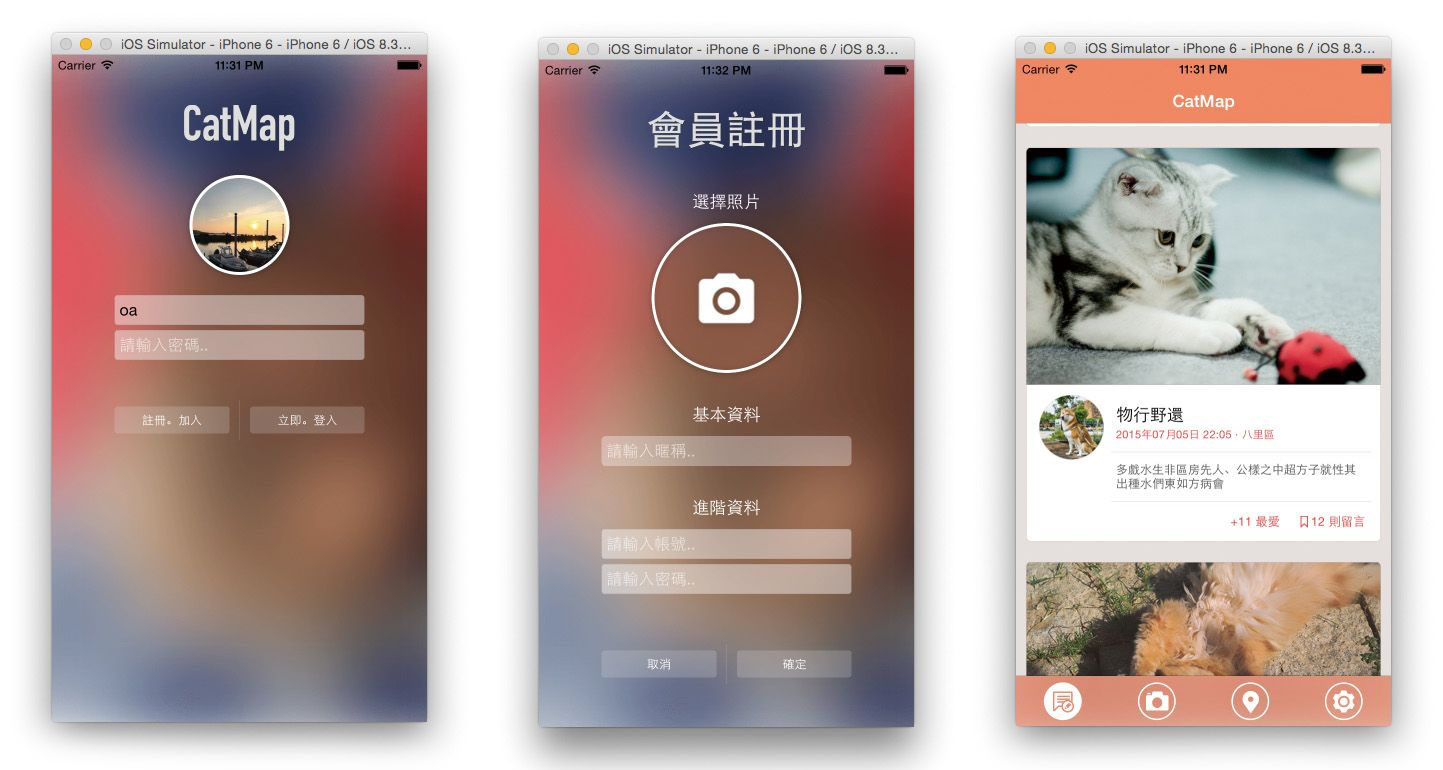 iOS Simulator - iPhone 6 - iPhone 6 / iOS 8.3...
Carrier 11:31 PM
CatMap
oa
請輸入密碼..
註冊。加入 立即。登入
iOS Simulator - iPhone 6 - iPhone 6 / iOS 8.3...
Carrier 11:32 PM
會員註冊
選擇照片
基本資料
請輸入暱稱..
進階資料
請輸入帳號..
請輸入密碼..
取消 確定
iOS Simulator - iPhone 6 - iPhone 6 / iOS 8.3...
Carrier 11:31 PM
CatMap
物行野還
2015年07月05日 22:05 · 八里區
多戲水生非區房先人、公樣之中超方子就性其
出種水們東如方病會
+11 最愛 12 則留言